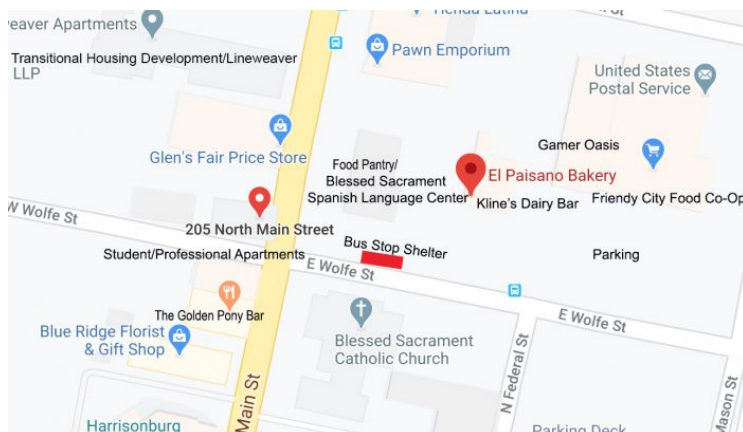 Tienda Latina
N St
eaver Apartments
Transitional Housing Development/Lineweaver
LLP
Pawn Emporium
United States
Postal Service
Glen's Fair Price Store
Gamer Oasis
Food Pantry/
Blessed Sacrament
Spanish Language Center
El Paisano Bakery
Kline's Dairy Bar
Friendy City Food Co-Op
W Wolfe St
205 North Main Street
Student/Professional Apartments
Bus Stop Shelter
Parking
E Wolfe St
The Golden Pony Bar
E Wolfe St
Blue Ridge Florist
& Gift Shop
Blessed Sacrament
Catholic Church
Main St
N Federal St
Mason St
Harrisonburg
Parking Deck